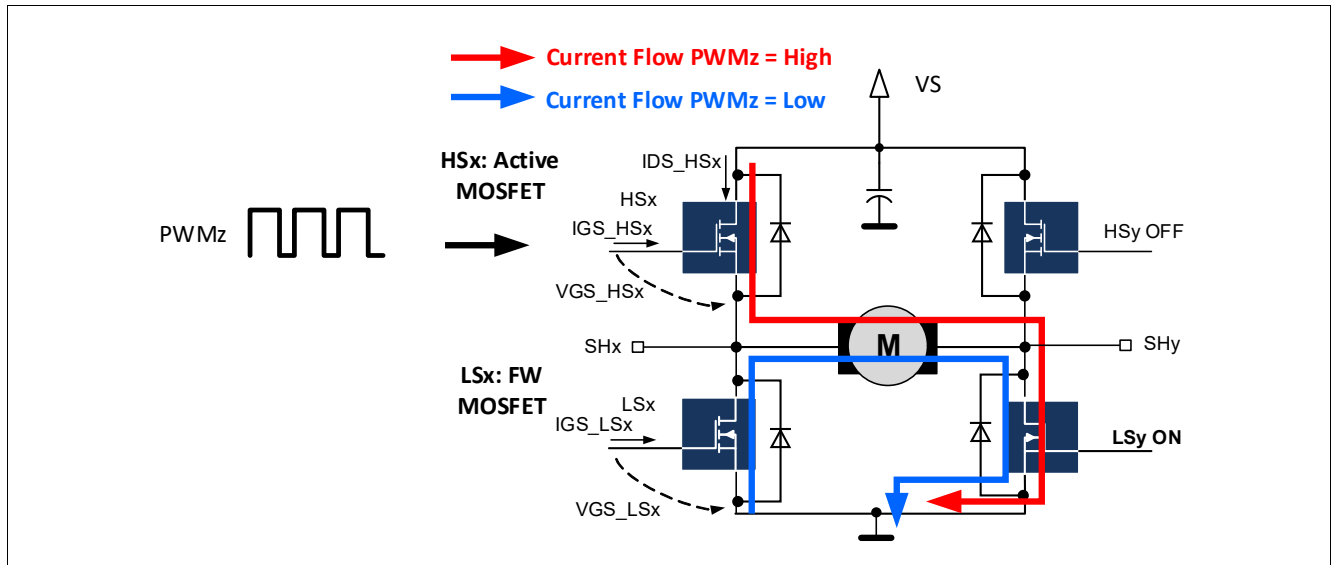 Current Flow PWMz = High
Current Flow PWMz = Low
VS
HSx: Active
MOSFET
IDS_HSx
HSx
IGS_HSx
VGS_HSx
PWMz
HSy OFF
SHx
M
SHy
LSx: FW
MOSFET
LSx
IGS_LSx
VGS_LSx
LSy ON